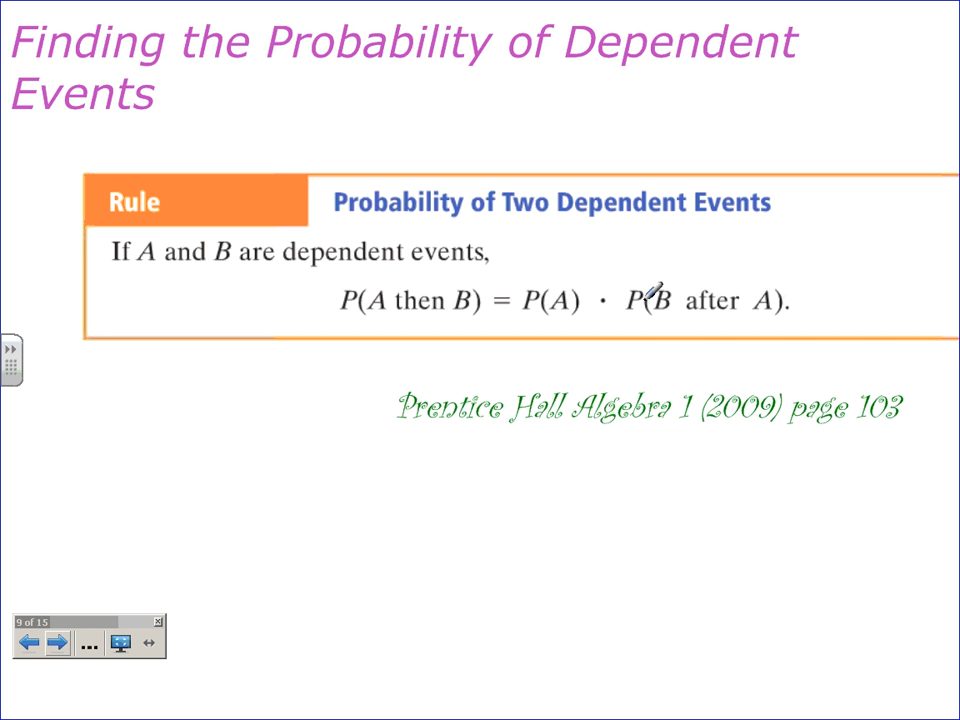 Finding the Probability of Dependent
Events
Rule
Probability of Two Dependent Events
If A and B are dependent events,
P(A then B) = P(A) · P(B after A).
Prentice Hall Algebra 1 (2009) page 103
9 of 15
...